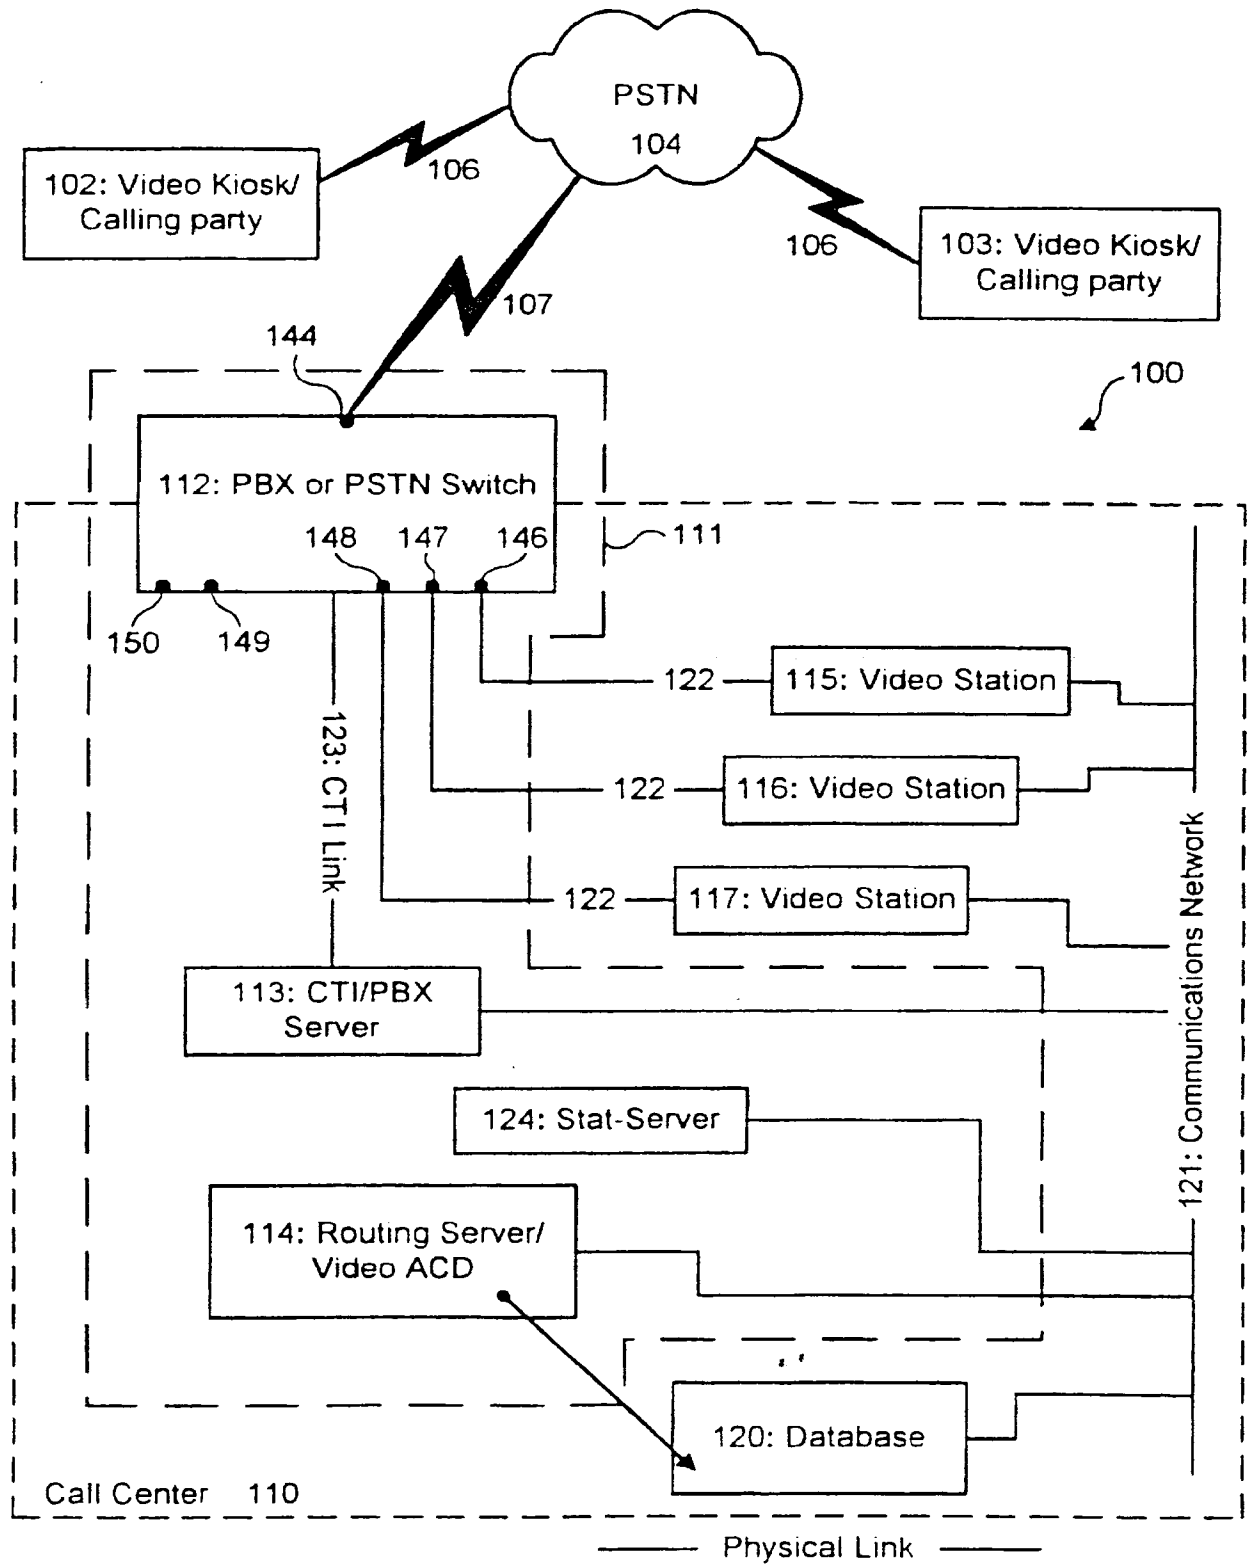 PSTN
104
106
102: Video Kiosk/
Calling party
106
103: Video Kiosk/
Calling party
107
144
100
112: PBX or PSTN Switch
148
147
146
111
150
149
122
115: Video Station
123: CTI Link
122
116: Video Station
122
117: Video Station
121: Communications Network
113: CTI/PBX
Server
124: Stat-Server
114: Routing Server/
Video ACD
120: Database
Call Center 110
Physical Link